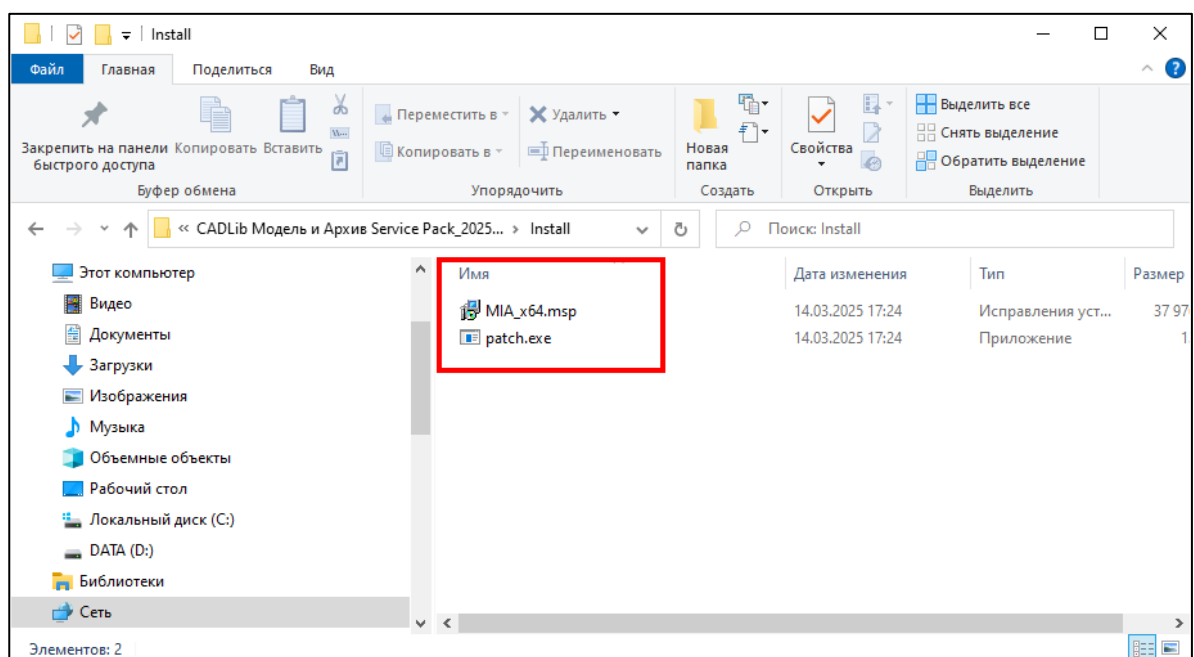 Install
Файл Главная Поделиться Вид
Закрепить на панели быстрого доступа
Копировать
Вставить
Переместить в
Копировать в
Удалить
Переименовать
Новая папка
Свойства
Выделить все
Снять выделение
Обратить выделение
Буфер обмена Упорядочить Создать Открыть Выделить
« CADLib Модель и Архив Service Pack_2025... › Install
Поиск: Install
Этот компьютер
Видео
Документы
Загрузки
Изображения
Музыка
Объемные объекты
Рабочий стол
Локальный диск (C:)
DATA (D:)
Библиотеки
Сеть
Имя Дата изменения Тип Размер
MIA_x64.msp 14.03.2025 17:24 Исправления уст... 37 97
patch.exe 14.03.2025 17:24 Приложение 1
Элементов: 2